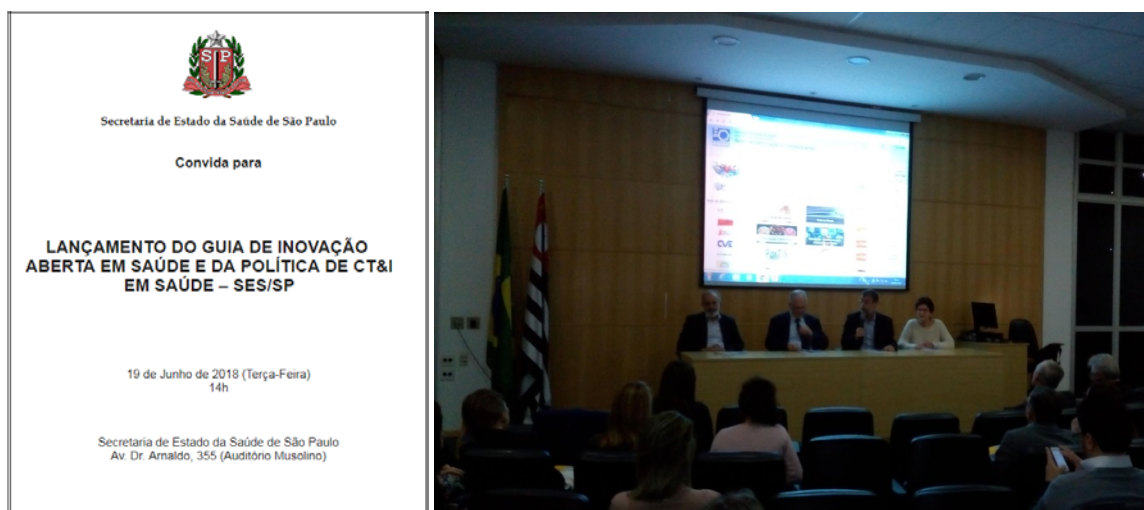 SP
Secretaria de Estado da Saúde de São Paulo
Convida para
LANÇAMENTO DO GUIA DE INOVAÇÃO
ABERTA EM SAÚDE E DA POLÍTICA DE CT&I
EM SAÚDE – SES/SP
19 de Junho de 2018 (Terça-Feira)
14h
Secretaria de Estado da Saúde de São Paulo
Av. Dr. Arnaldo, 355 (Auditório Musolino)
CVE